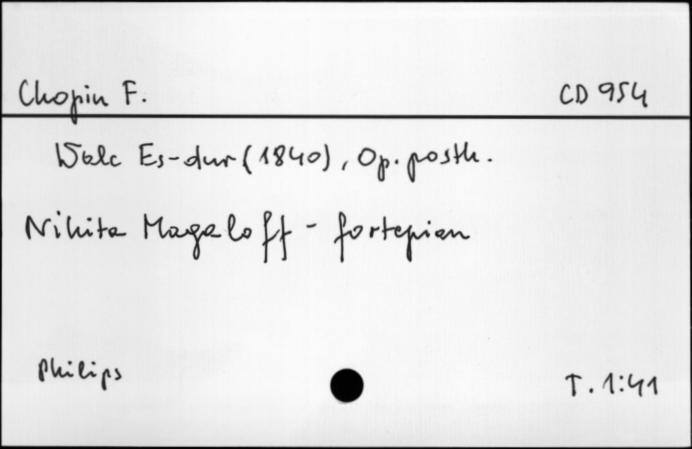 Chopin F. CD 954
Walc Es-dur (1840), Op. posth.
Nikita Magaloff - fortepian
Philips T. 1:41